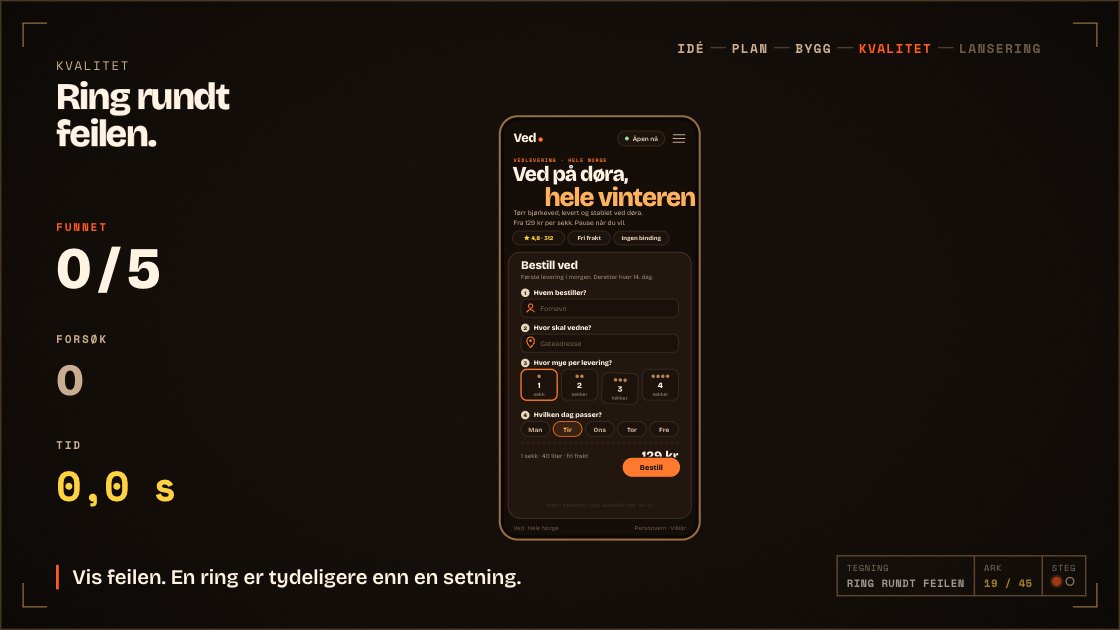 IDÉ — PLAN — BYGG — KVALITET — LANSERING
KVALITET
Ring rundt
feilen.
FUNNET
0/5
FORSØK
0
TID
0,0 s
Ved
Åpen nå
VEDLEVERING · HELE NORGE
Ved på døra,
hele vinteren
Tørr bjørkeved, levert og stablet ved døra.
Fra 129 kr per sekk. Pause når du vil.
★ 4,8 · 312
Fri frakt
Ingen binding
Bestill ved
Første levering i morgen. Deretter hver 14. dag.
1 Hvem bestiller?
Fornavn
2 Hvor skal vedne?
Gateadresse
3 Hvor mye per levering?
1 sekk
2 sekker
3 sekker
4 sekker
4 Hvilken dag passer?
Man Tir Ons Tor Fre
1 sekk · 40 liter · fri frakt
129 kr
Bestill
Ved · Hele Norge
Personvern · Vilkår
Vis feilen. En ring er tydeligere enn en setning.
TEGNING
RING RUNDT FEILEN
ARK
19 / 45
STEG